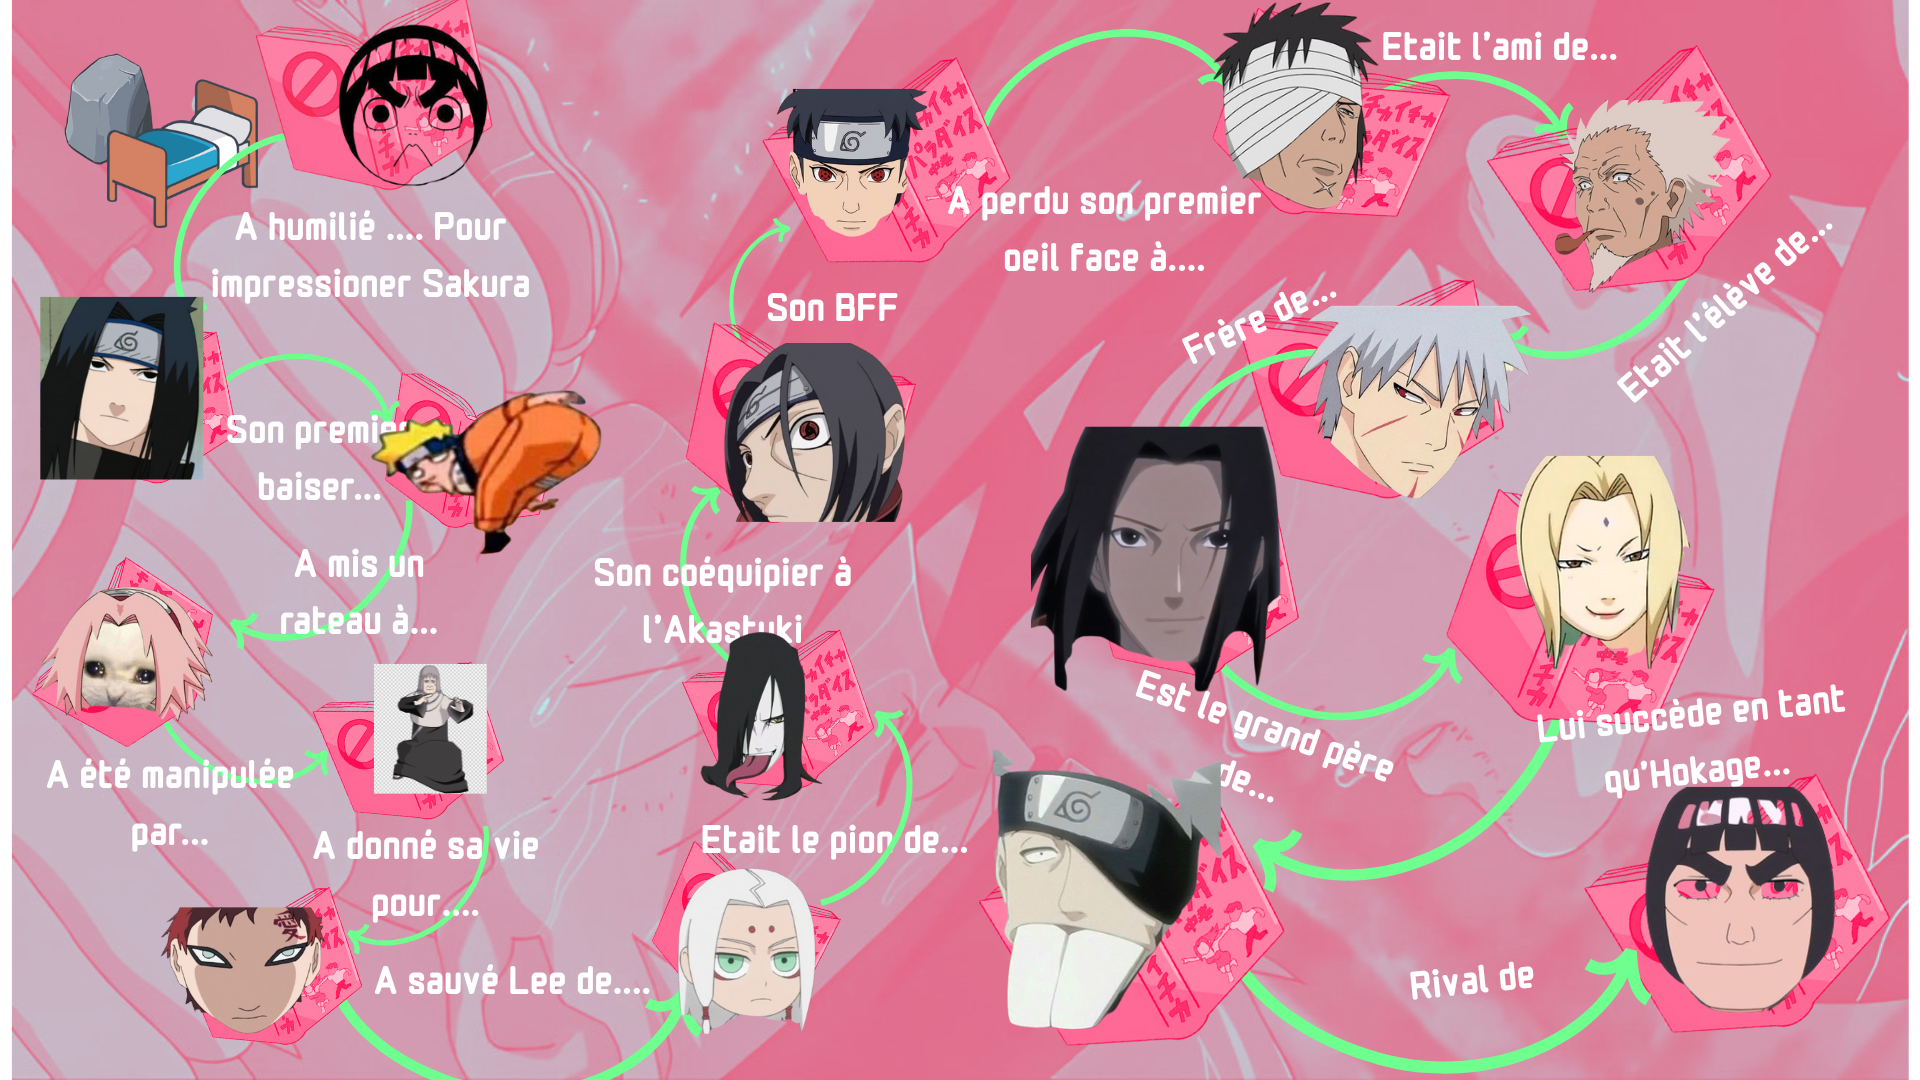 A humilié .... Pour
impressioner Sakura
Son premier
baiser...
A mis un
rateau à...
A été manipulée
par...
A donné sa vie
pour....
A sauvé Lee de....
Etait le pion de...
Son coéquipier à
l'Akastuki
Son BFF
A perdu son premier
oeil face à....
Etait l'ami de...
Etait l'élève de...
Frère de...
Est le grand père
de...
Lui succède en tant
qu'Hokage...
Rival de
愛